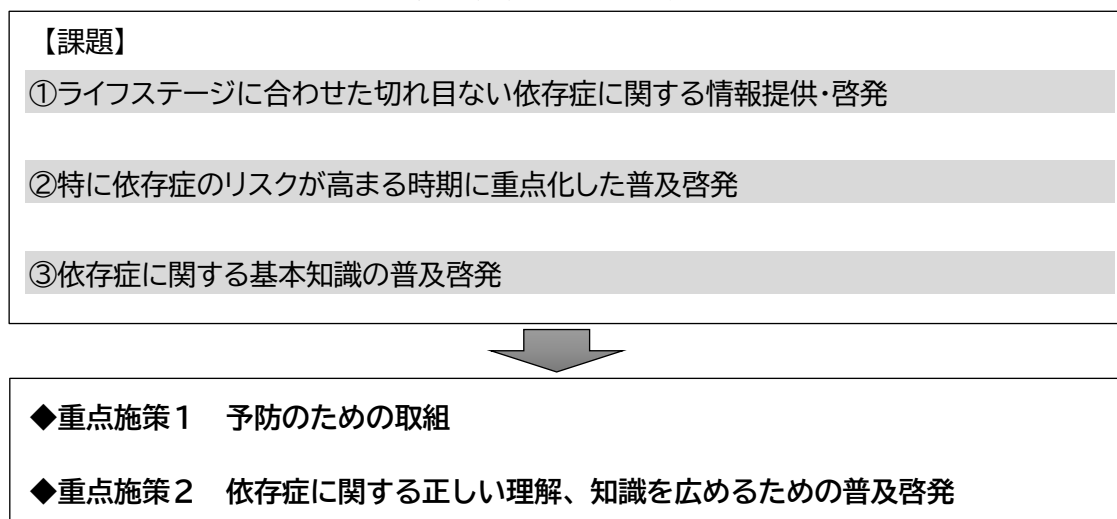 【課題】
①ライフステージに合わせた切れ目ない依存症に関する情報提供・啓発
②特に依存症のリスクが高まる時期に重点化した普及啓発
③依存症に関する基本知識の普及啓発
◆重点施策１　予防のための取組
◆重点施策２　依存症に関する正しい理解、知識を広めるための普及啓発